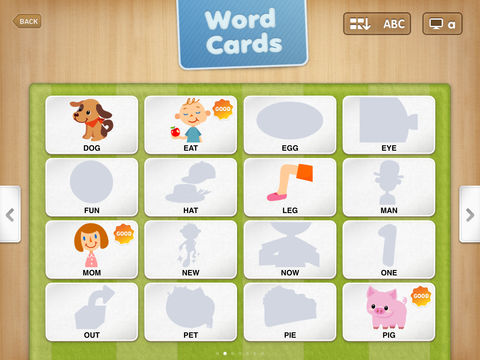 BACK
Word
Cards
ABC
a
DOG
EAT
GOOD
EGG
EYE
FUN
HAT
LEG
MAN
MOM
GOOD
NEW
NOW
ONE
OUT
PET
PIE
PIG
GOOD